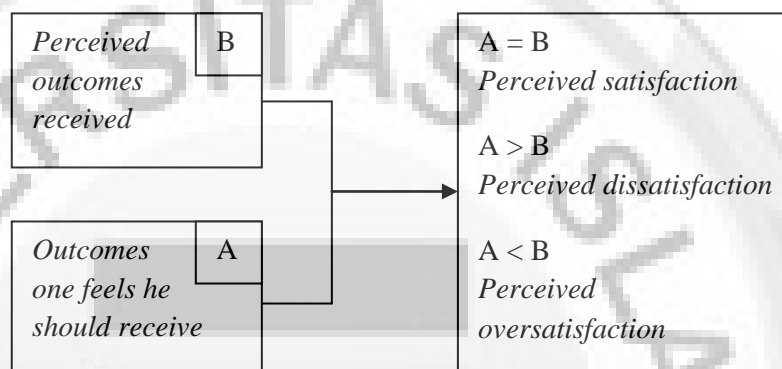 Perceived
outcomes
received
B
Outcomes
one feels he
should receive
A
A = B
Perceived satisfaction
A > B
Perceived dissatisfaction
A < B
Perceived
oversatisfaction